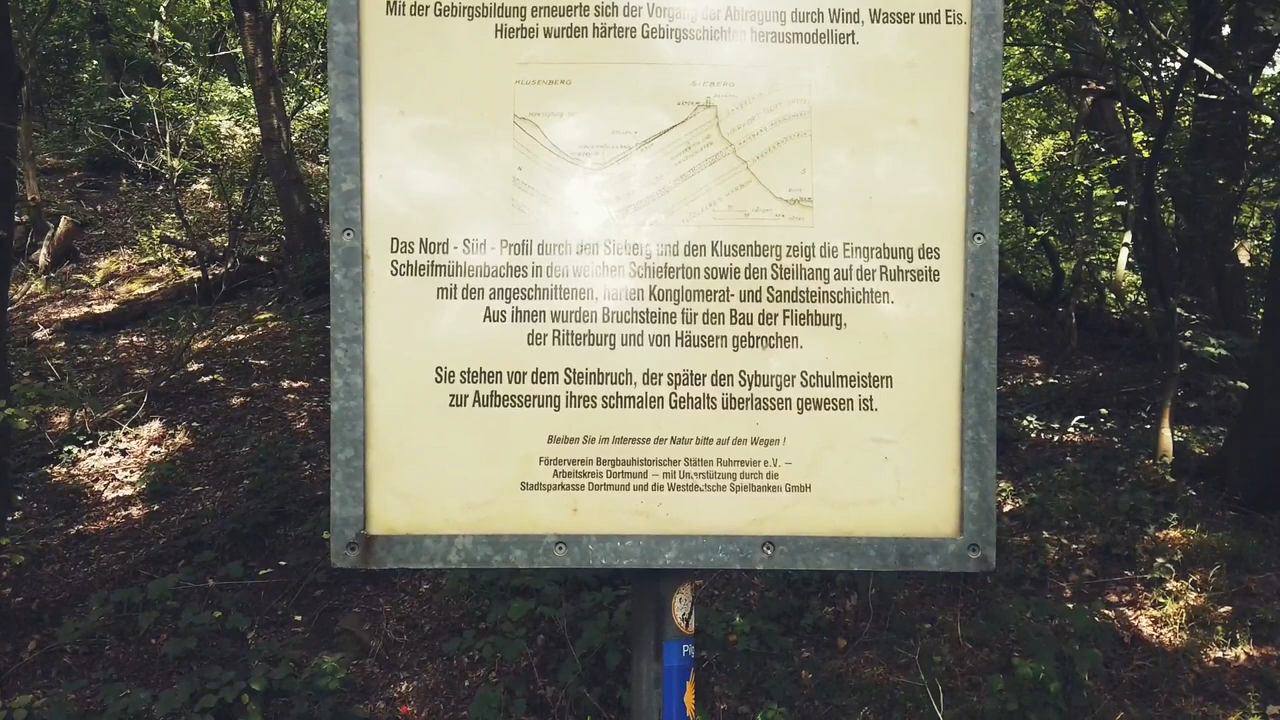 Mit der Gebirgsbildung erneuerte sich der Vorgang der Abtragung durch Wind, Wasser und Eis.
Hierbei wurden härtere Gebirgsschichten herausmodelliert.
KLUSENBERG SIEBERG
N S
Das Nord - Süd - Profil durch den Sieberg und den Klusenberg zeigt die Eingrabung des
Schleifmühlenbaches in den weichen Schieferton sowie den Steilhang auf der Ruhrseite
mit den angeschnittenen, harten Konglomerat- und Sandsteinschichten.
Aus ihnen wurden Bruchsteine für den Bau der Fliehburg,
der Ritterburg und von Häusern gebrochen.
Sie stehen vor dem Steinbruch, der später den Syburger Schulmeistern
zur Aufbesserung ihres schmalen Gehalts überlassen gewesen ist.
Bleiben Sie im Interesse der Natur bitte auf den Wegen !
Förderverein Bergbauhistorischer Stätten Ruhrrevier e.V. —
Arbeitskreis Dortmund — mit Unterstützung durch die
Stadtsparkasse Dortmund und die Westdeutsche Spielbanken GmbH